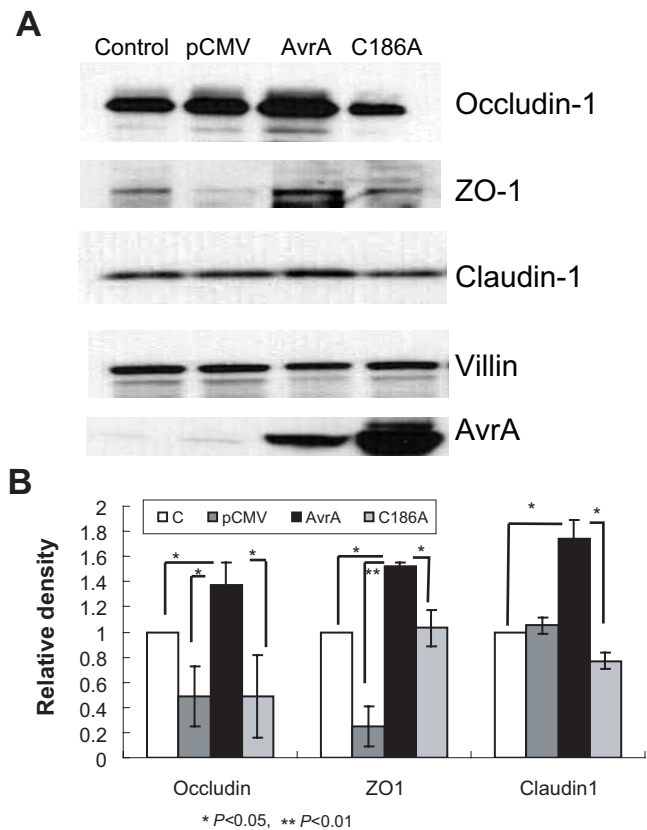 A
Control pCMV AvrA C186A
Occludin-1
ZO-1
Claudin-1
Villin
AvrA
B
C pCMV AvrA C186A
Relative density
2
1.8
1.6
1.4
1.2
1
0.8
0.6
0.4
0.2
0
* * *
* ** *
* *
Occludin ZO1 Claudin1
* P<0.05, ** P<0.01